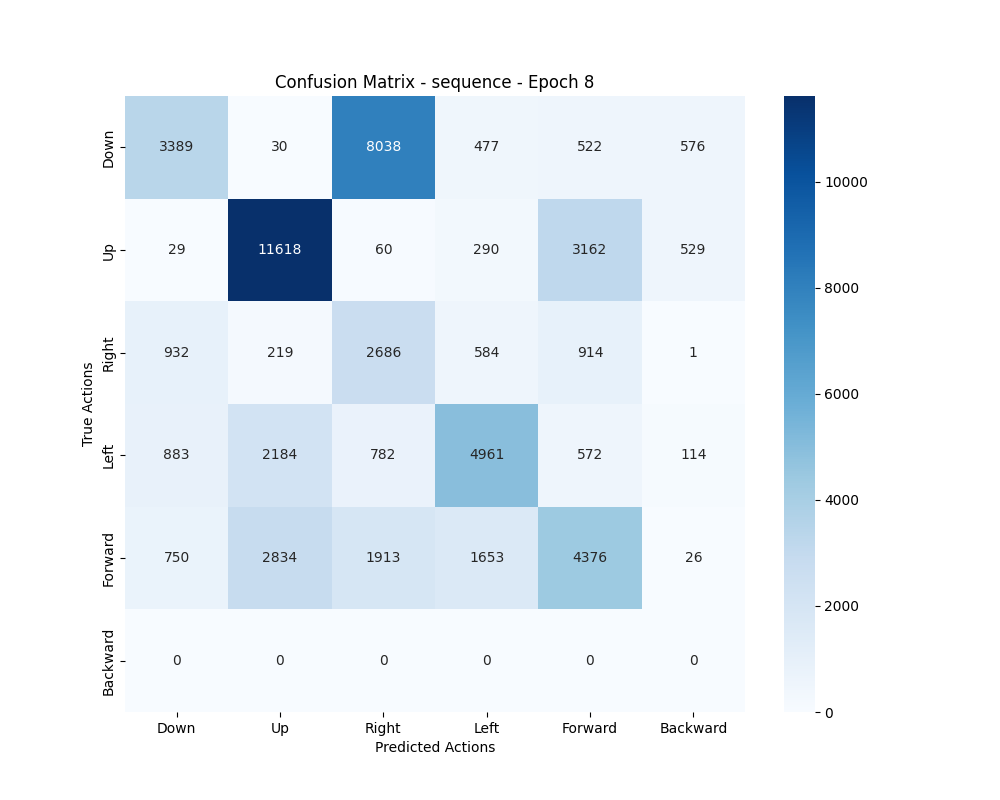 Confusion Matrix - sequence - Epoch 8
True Actions
Down 3389 30 8038 477 522 576
Up 29 11618 60 290 3162 529
Right 932 219 2686 584 914 1
Left 883 2184 782 4961 572 114
Forward 750 2834 1913 1653 4376 26
Backward 0 0 0 0 0 0
Down Up Right Left Forward Backward
Predicted Actions
10000
8000
6000
4000
2000
0